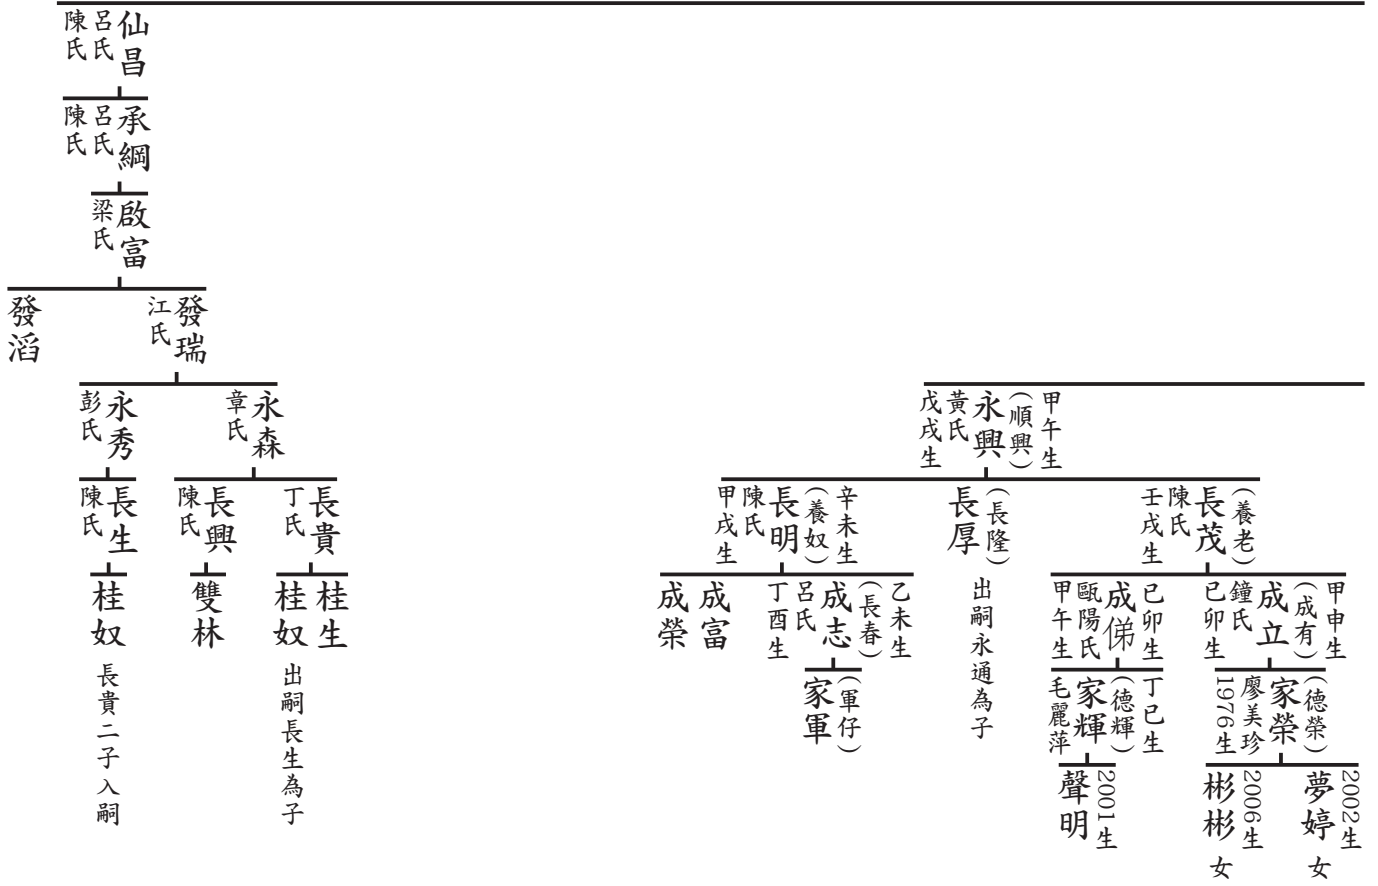 仙昌
呂氏
陳氏
承綱
呂氏
陳氏
啟富
梁氏
發瑞
江氏
發滔
甲午生
(順興)
永興
黃氏
戊戌生
永森
章氏
永秀
彭氏
(養老)
長茂
陳氏
壬戌生
(長隆)
長厚
出嗣永通為子
辛未生
(養奴)
長明
陳氏
甲戌生
長貴
丁氏
長興
陳氏
長生
陳氏
甲申生
(成有)
成立
鐘氏
已卯生
已卯生
成俤
甌陽氏
甲午生
乙未生
(長春)
成志
呂氏
丁酉生
成富
成榮
桂生
桂奴
出嗣長生為子
雙林
桂奴
長貴二子入嗣
(德榮)
家榮
廖美珍
1976生
丁已生
(德輝)
家輝
毛麗萍
(軍仔)
家軍
2002生
夢婷 女
2006生
彬彬 女
2001生
聲明